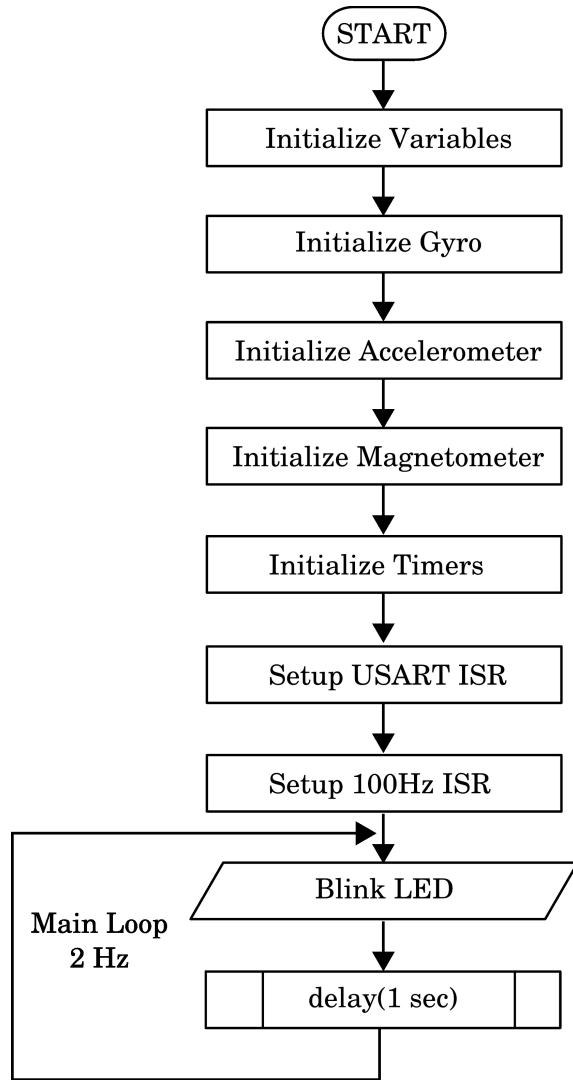 START
Initialize Variables
Initialize Gyro
Initialize Accelerometer
Initialize Magnetometer
Initialize Timers
Setup USART ISR
Setup 100Hz ISR
Blink LED
Main Loop
2 Hz
delay(1 sec)